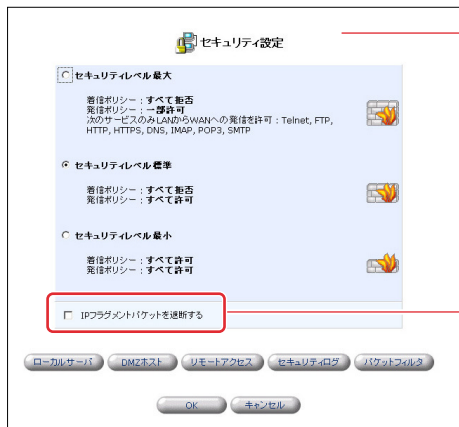 セキュリティ設定
セキュリティレベル最大
着信ポリシー：すべて拒否
発信ポリシー：一部許可
次のサービスのみLANからWANへの発信を許可：Telnet, FTP,
HTTP, HTTPS, DNS, IMAP, POP3, SMTP
セキュリティレベル標準
着信ポリシー：すべて拒否
発信ポリシー：すべて許可
セキュリティレベル最小
着信ポリシー：すべて許可
発信ポリシー：すべて許可
IPフラグメントパケットを遮断する
ローカルサーバ DMZホスト リモートアクセス セキュリティログ パケットフィルタ
OK キャンセル